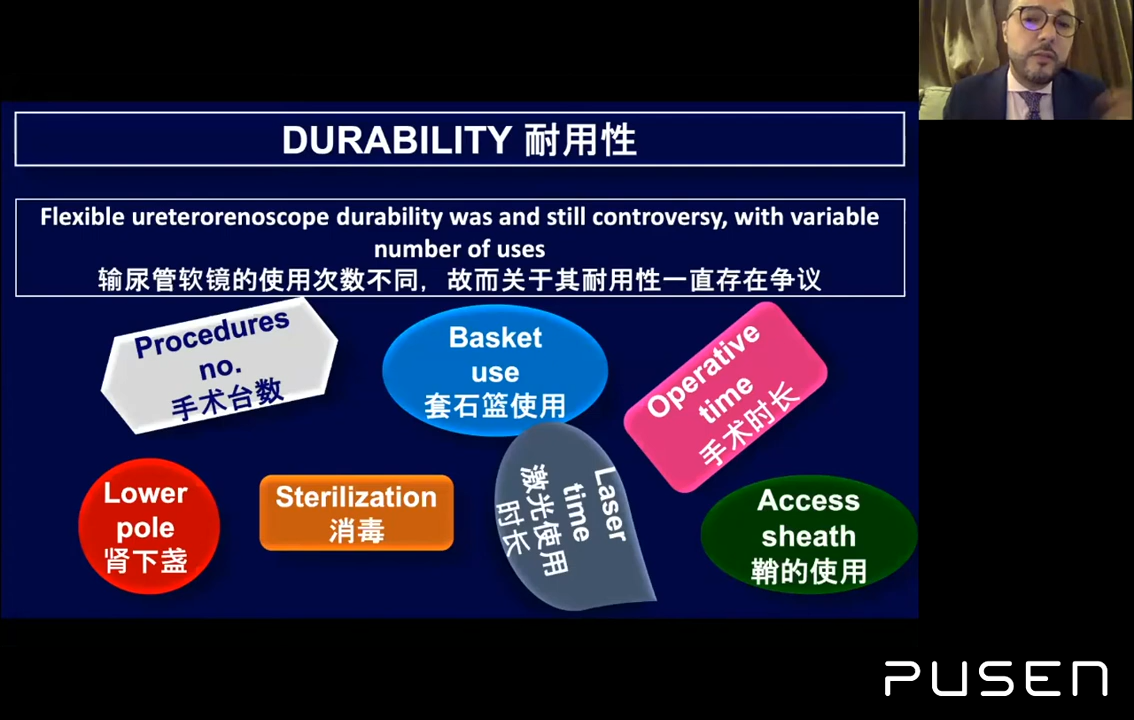 DURABILITY 耐用性
Flexible ureterorenoscope durability was and still controversy, with variable
number of uses
输尿管软镜的使用次数不同，故而关于其耐用性一直存在争议
Procedures
no.
手术台数
Basket
use
套石篮使用
Operative
time
手术时长
Lower
pole
肾下盏
Sterilization
消毒
Laser
time
激光使用
时长
Access
sheath
鞘的使用
PUSEN